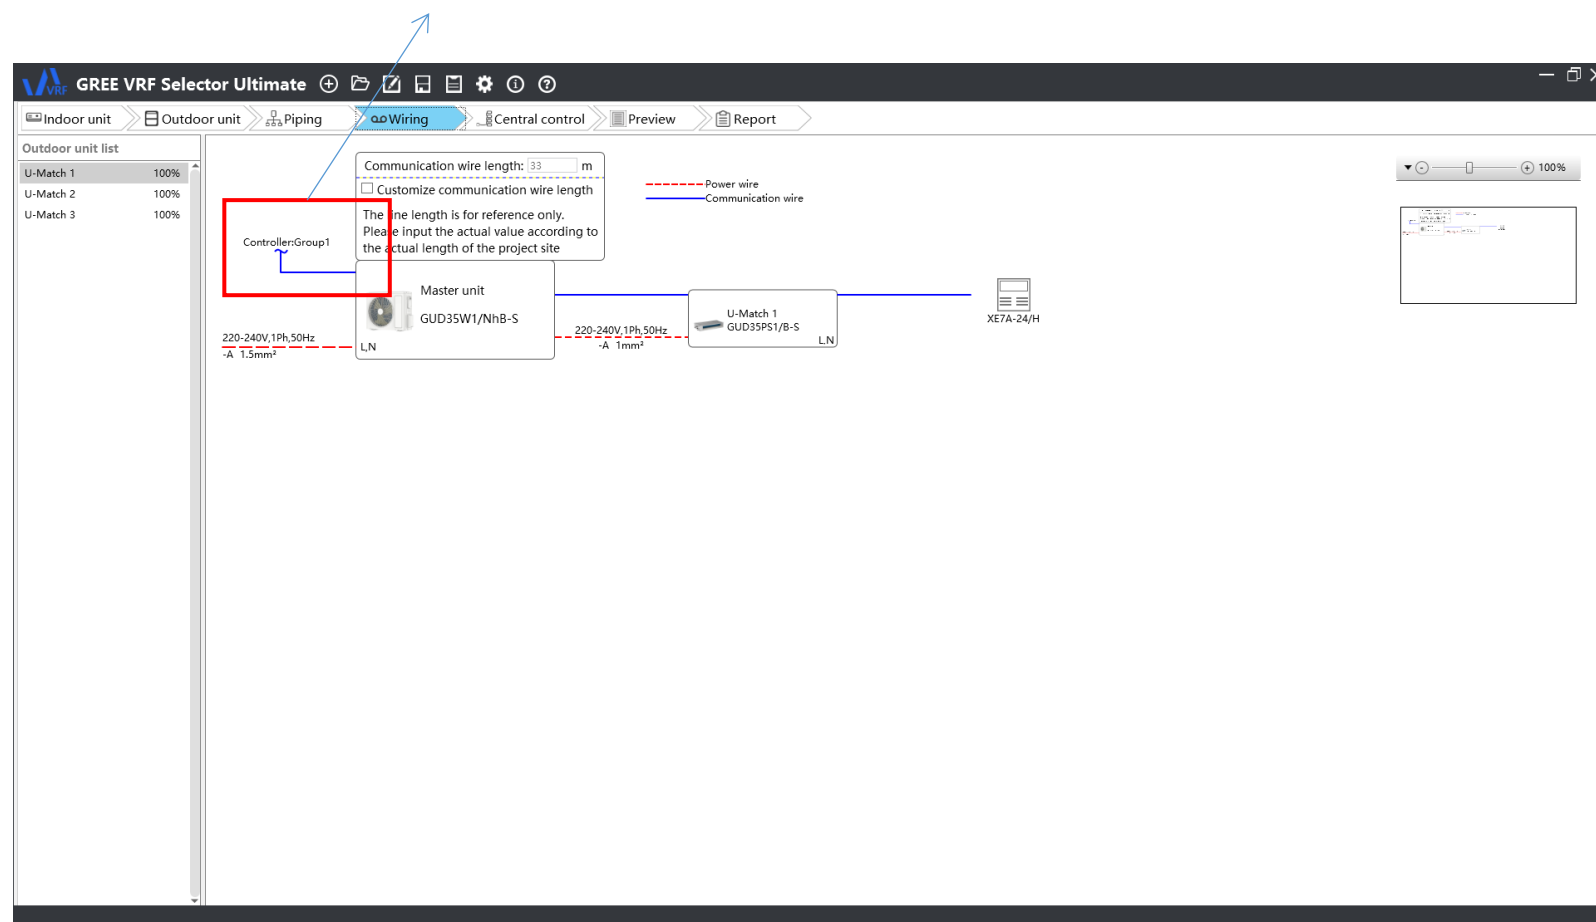 VRF GREE VRF Selector Ultimate
Indoor unit Outdoor unit Piping Wiring Central control Preview Report
Outdoor unit list
U-Match 1 100%
U-Match 2 100%
U-Match 3 100%
Communication wire length: 33 m
Customize communication wire length
The line length is for reference only.
Please input the actual value according to
the actual length of the project site
Power wire
Communication wire
100%
Controller:Group1
Master unit
GUD35W1/NhB-S
L,N
220-240V,1Ph,50Hz
-A 1.5mm²
220-240V,1Ph,50Hz
-A 1mm²
U-Match 1
GUD35PS1/B-S
L,N
XE7A-24/H